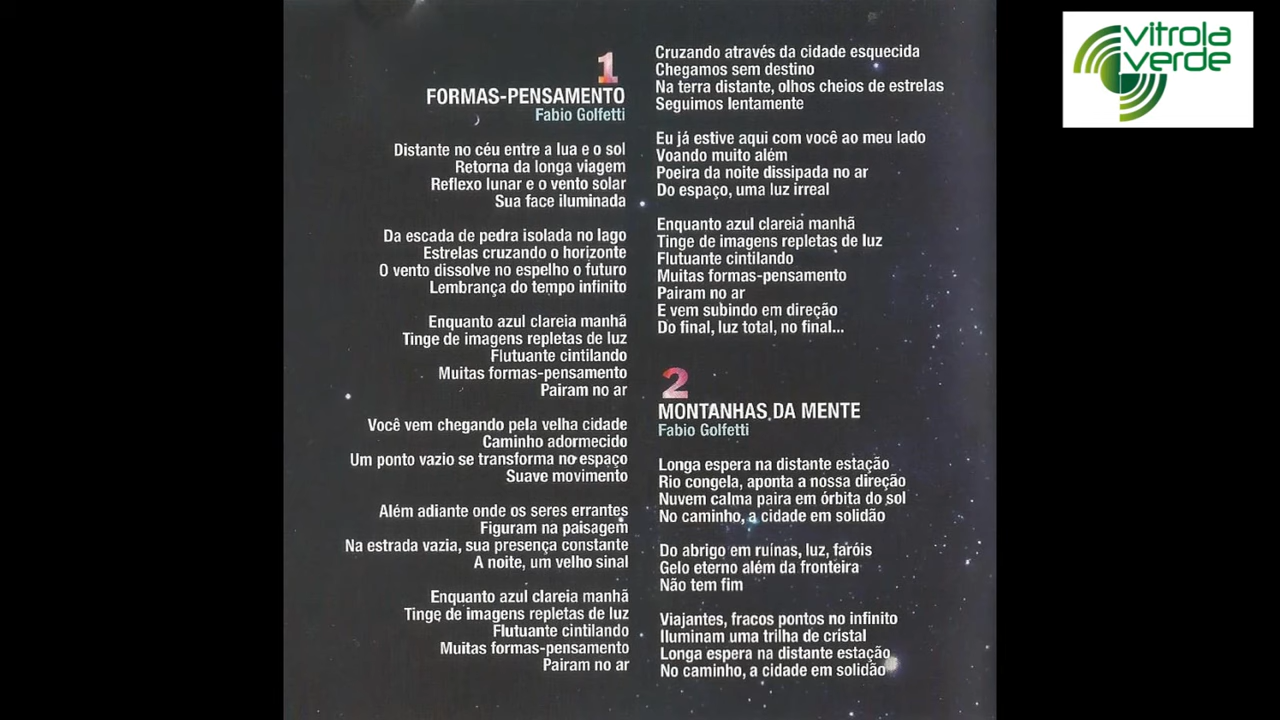 1
FORMAS-PENSAMENTO
Fabio Golfetti
Distante no céu entre a lua e o sol
Retorna da longa viagem
Reflexo lunar e o vento solar
Sua face iluminada
Da escada de pedra isolada no lago
Estrelas cruzando o horizonte
O vento dissolve no espelho o futuro
Lembrança do tempo infinito
Enquanto azul clareia manhã
Tinge de imagens repletas de luz
Flutuante cintilando
Muitas formas-pensamento
Pairam no ar
Você vem chegando pela velha cidade
Caminho adormecido
Um ponto vazio se transforma no espaço
Suave movimento
Além adiante onde os seres errantes
Figuram na paisagem
Na estrada vazia, sua presença constante
A noite, um velho sinal
Enquanto azul clareia manhã
Tinge de imagens repletas de luz
Flutuante cintilando
Muitas formas-pensamento
Pairam no ar
Cruzando através da cidade esquecida
Chegamos sem destino
Na terra distante, olhos cheios de estrelas
Seguimos lentamente
Eu já estive aqui com você ao meu lado
Voando muito além
Poeira da noite dissipada no ar
Do espaço, uma luz irreal
Enquanto azul clareia manhã
Tinge de imagens repletas de luz
Flutuante cintilando
Muitas formas-pensamento
Pairam no ar
E vem subindo em direção
Do final, luz total, no final...
2
MONTANHAS DA MENTE
Fabio Golfetti
Longa espera na distante estação
Rio congela, aponta a nossa direção
Nuvem calma paira em órbita do sol
No caminho, a cidade em solidão
Do abrigo em ruínas, luz, faróis
Gelo eterno além da fronteira
Não tem fim
Viajantes, fracos pontos no infinito
Iluminam uma trilha de cristal
Longa espera na distante estação
No caminho, a cidade em solidão
vitrola
verde